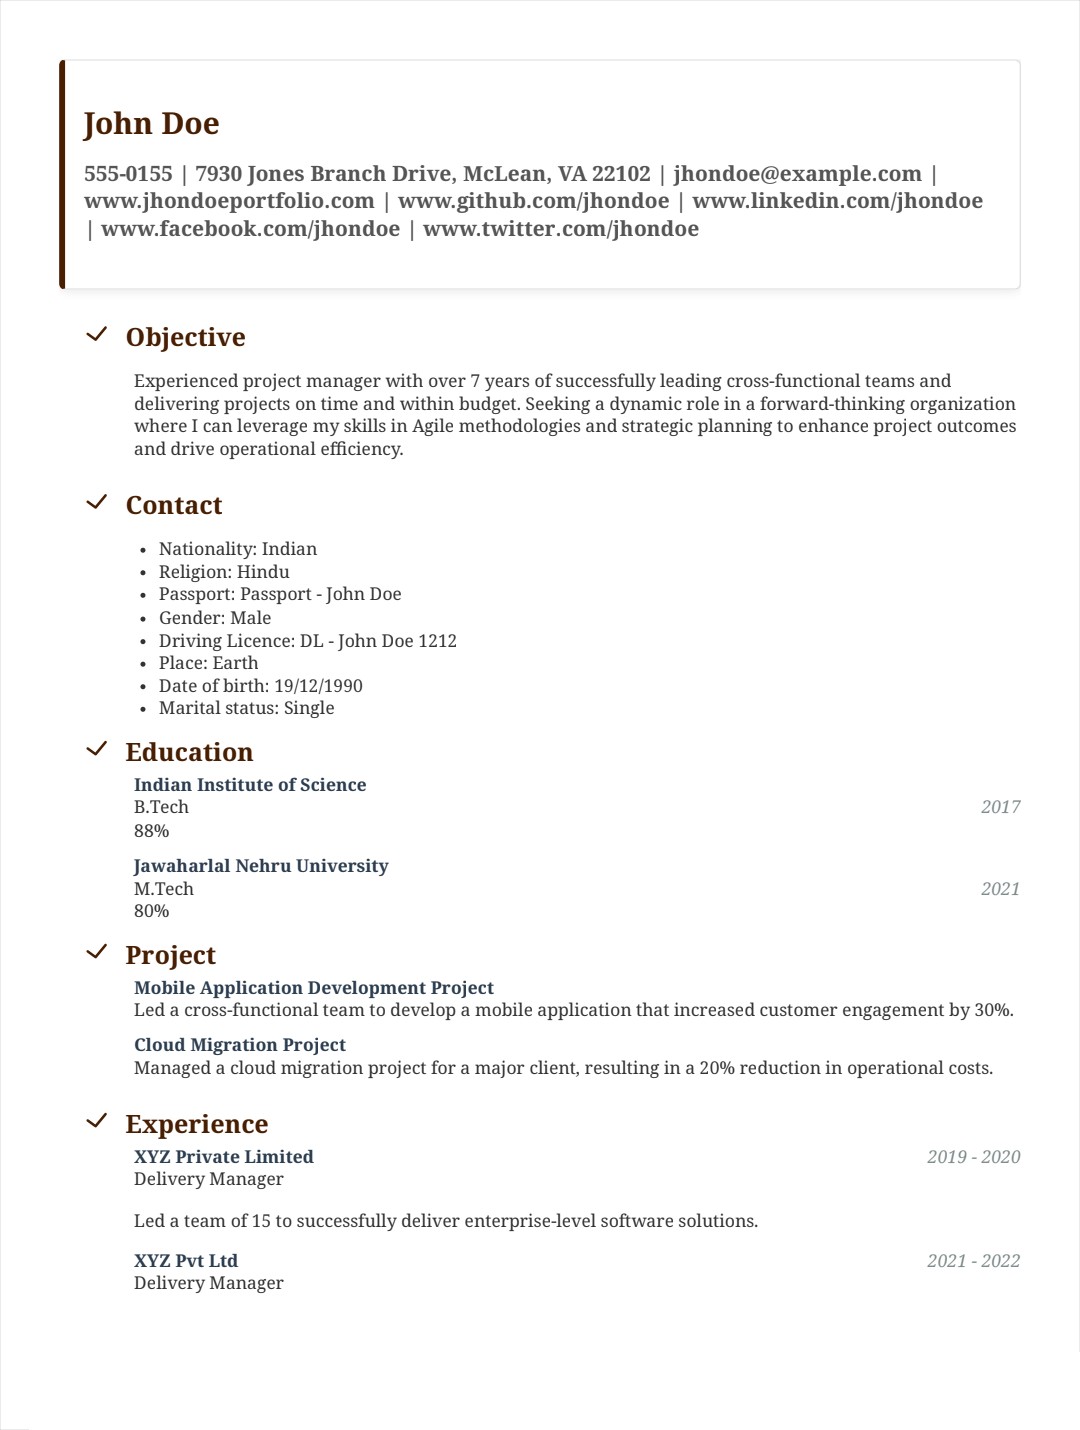 John Doe
555-0155 | 7930 Jones Branch Drive, McLean, VA 22102 | jhondoe@example.com |
www.jhondoeportfolio.com | www.github.com/jhondoe | www.linkedin.com/jhondoe
| www.facebook.com/jhondoe | www.twitter.com/jhondoe
Objective
Experienced project manager with over 7 years of successfully leading cross-functional teams and
delivering projects on time and within budget. Seeking a dynamic role in a forward-thinking organization
where I can leverage my skills in Agile methodologies and strategic planning to enhance project outcomes
and drive operational efficiency.
Contact
• Nationality: Indian
• Religion: Hindu
• Passport: Passport - John Doe
• Gender: Male
• Driving Licence: DL - John Doe 1212
• Place: Earth
• Date of birth: 19/12/1990
• Marital status: Single
Education
Indian Institute of Science
B.Tech 2017
88%
Jawaharlal Nehru University
M.Tech 2021
80%
Project
Mobile Application Development Project
Led a cross-functional team to develop a mobile application that increased customer engagement by 30%.
Cloud Migration Project
Managed a cloud migration project for a major client, resulting in a 20% reduction in operational costs.
Experience
XYZ Private Limited 2019 - 2020
Delivery Manager
Led a team of 15 to successfully deliver enterprise-level software solutions.
XYZ Pvt Ltd 2021 - 2022
Delivery Manager